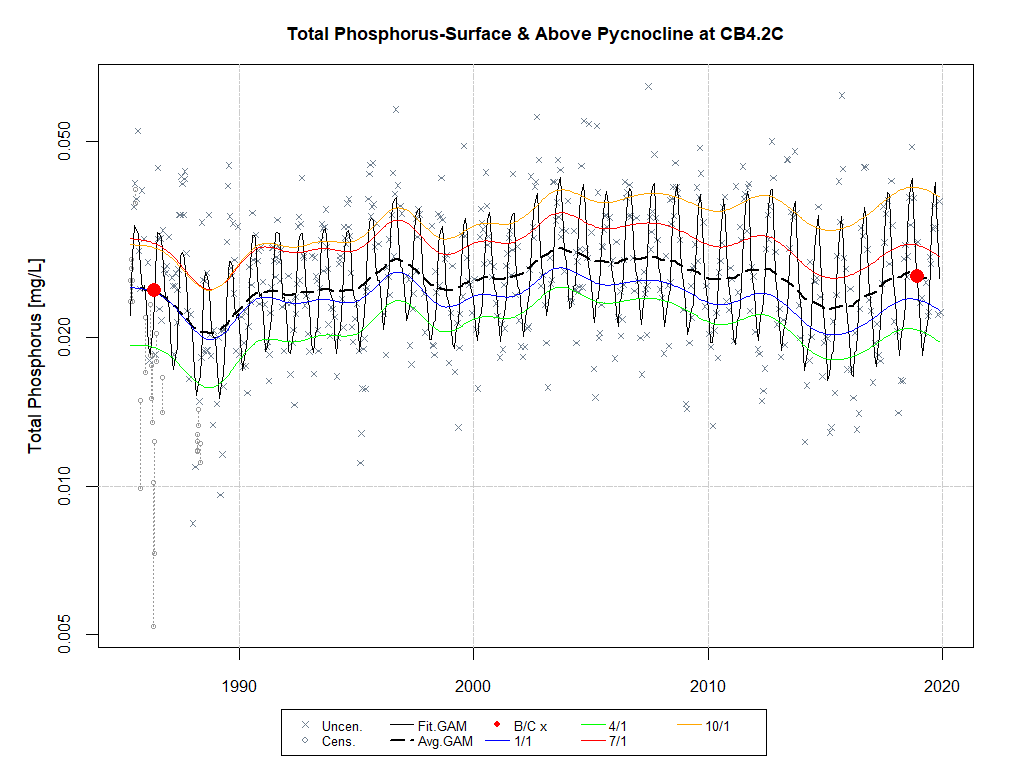 Total Phosphorus-Surface & Above Pycnocline at CB4.2C
Total Phosphorus [mg/L]
0.050
0.020
0.010
0.005
1990 2000 2010 2020
Uncen. Fit.GAM B/C x 4/1 10/1
Cens. Avg.GAM 1/1 7/1